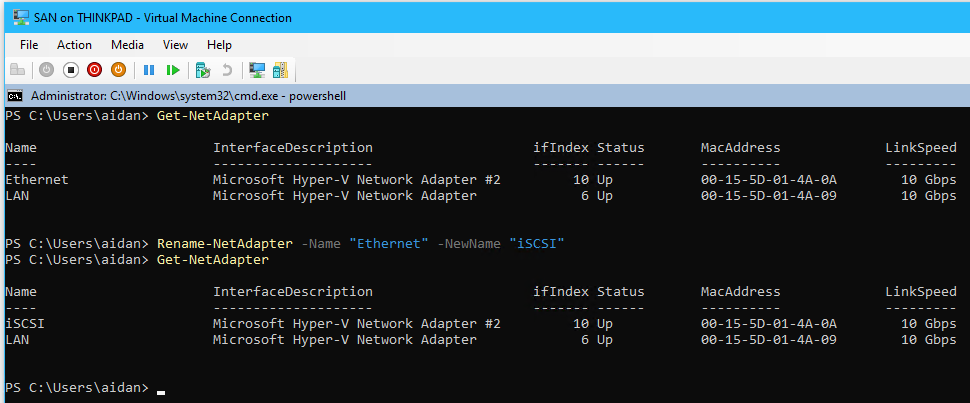 SAN on THINKPAD - Virtual Machine Connection
File Action Media View Help
Administrator: C:\Windows\system32\cmd.exe - powershell
PS C:\Users\aidan> Get-NetAdapter
Name InterfaceDescription ifIndex Status MacAddress LinkSpeed
---- -------------------- ------- ------ ---------- ---------
Ethernet Microsoft Hyper-V Network Adapter #2 10 Up 00-15-5D-01-4A-0A 10 Gbps
LAN Microsoft Hyper-V Network Adapter 6 Up 00-15-5D-01-4A-09 10 Gbps
PS C:\Users\aidan> Rename-NetAdapter -Name "Ethernet" -NewName "iSCSI"
PS C:\Users\aidan> Get-NetAdapter
Name InterfaceDescription ifIndex Status MacAddress LinkSpeed
---- -------------------- ------- ------ ---------- ---------
iSCSI Microsoft Hyper-V Network Adapter #2 10 Up 00-15-5D-01-4A-0A 10 Gbps
LAN Microsoft Hyper-V Network Adapter 6 Up 00-15-5D-01-4A-09 10 Gbps
PS C:\Users\aidan>